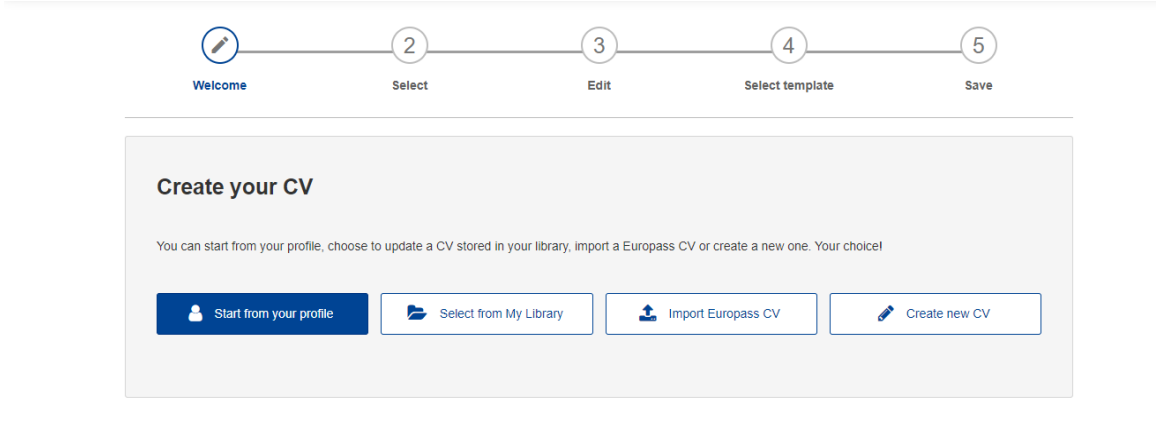 2
3
4
5
Welcome
Select
Edit
Select template
Save
Create your CV
You can start from your profile, choose to update a CV stored in your library, import a Europass CV or create a new one. Your choice!
Start from your profile
Select from My Library
Import Europass CV
Create new CV